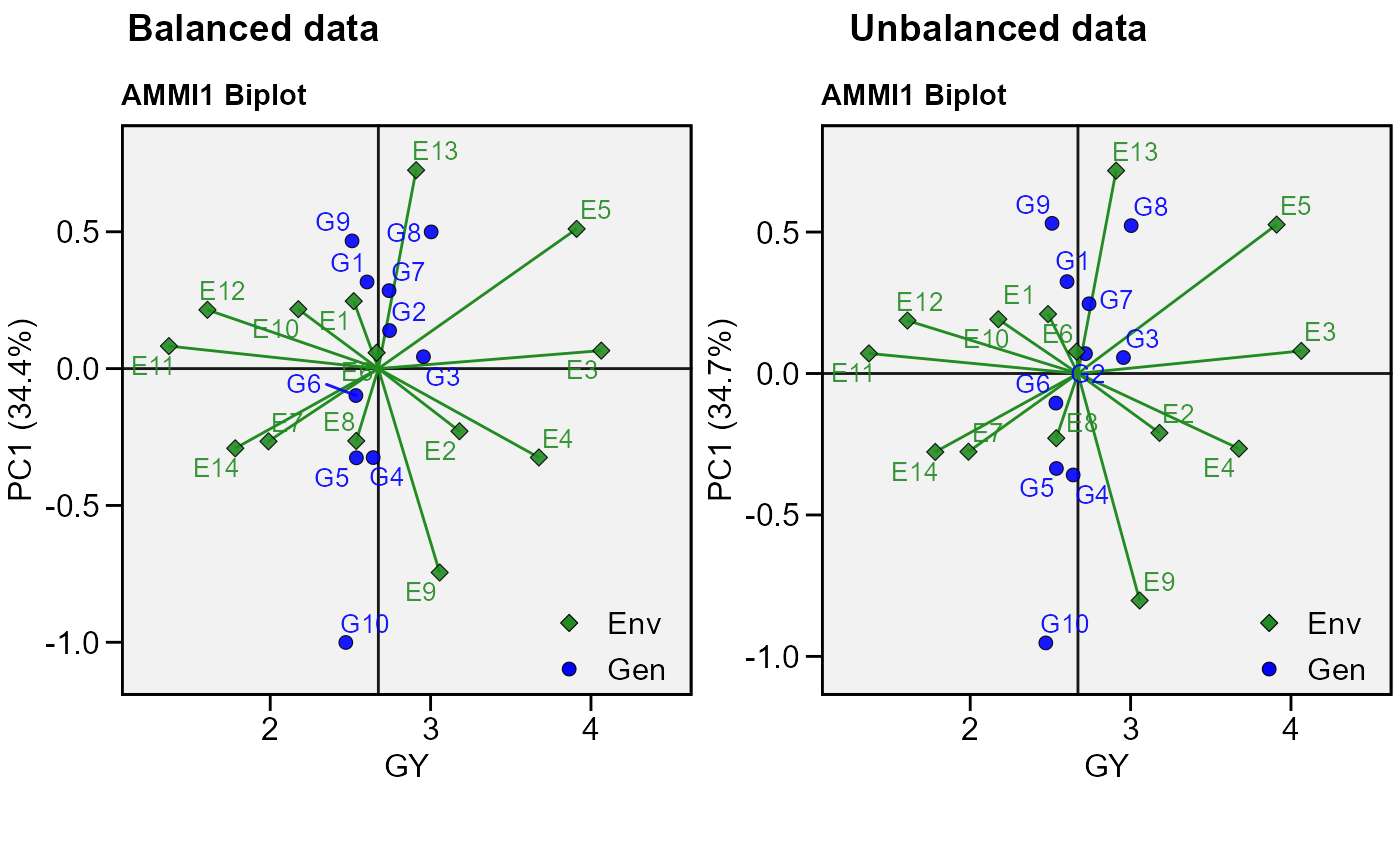 Balanced data
AMMI1 Biplot
E13
E5
G9
G8
G1
G7
E12
G2
E10
E1
E11
E6
E3
G6
G3
E7
E8
E2
E4
E14
G5
G4
E9
G10
Env
Gen
0.5
0.0
-0.5
-1.0
2
3
4
GY
PC1 (34.4%)
Unbalanced data
AMMI1 Biplot
E13
E5
G9
G8
G1
G7
E12
E1
E10
E6
G3
E3
E11
G2
G6
E7
E8
E2
E14
E4
G5
G4
E9
G10
Env
Gen
0.5
0.0
-0.5
-1.0
2
3
4
GY
PC1 (34.7%)